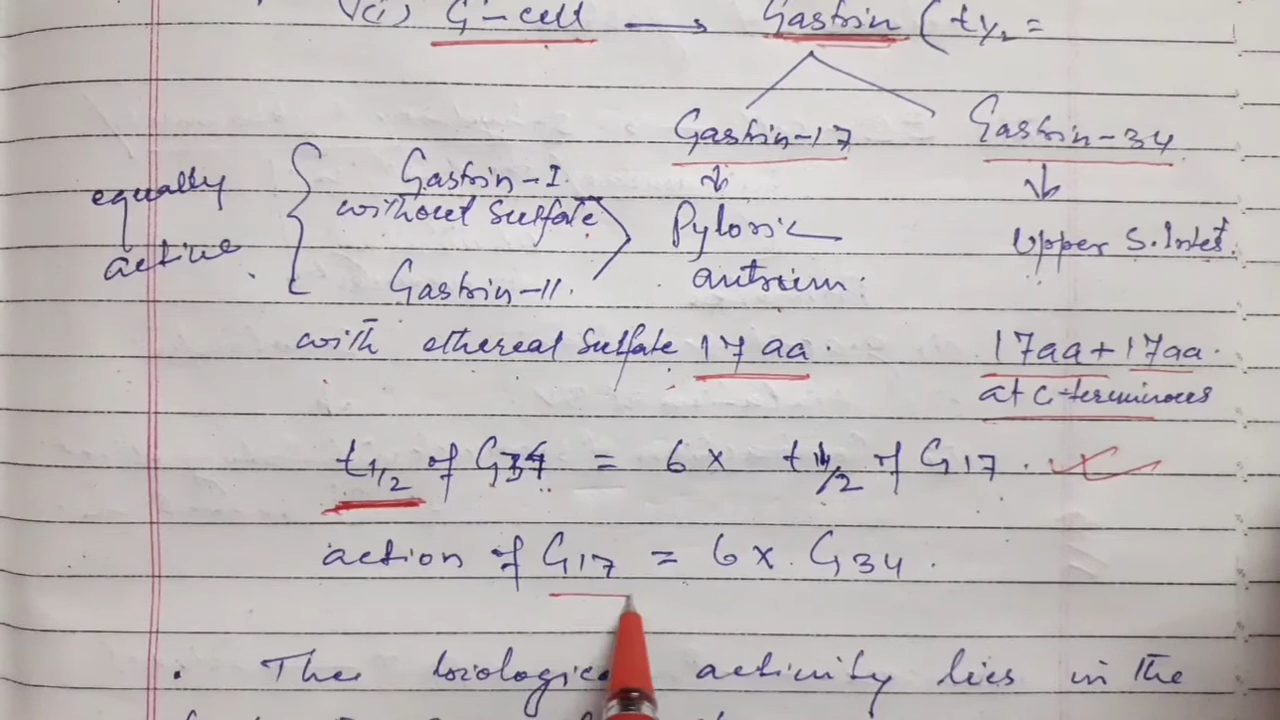 (i) G-cell → Gastrin (t1/2 =
Gastrin-17 Gastrin-34
equally active { Gastrin-I ↓ ↓
without sulfate Pyloric Upper S.Intest.
Gastrin-II. antrum.
with ethereal sulfate 17 aa. 17aa + 17aa.
at C-terminoues
t1/2 of G34 = 6 x t1/2 of G17.
action of G17 = 6 x. G34.
. The activity lies in the